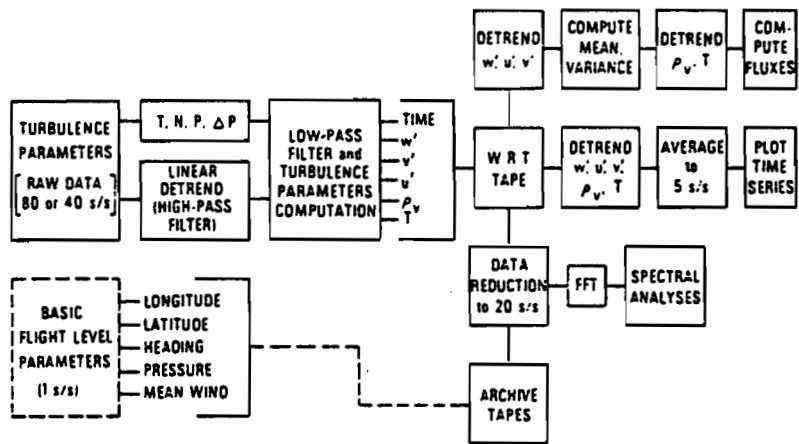 DETREND
w', u', v'
COMPUTE
MEAN,
VARIANCE
DETREND
ρv, T
COM-
PUTE
FLUXES
TURBULENCE
PARAMETERS
[RAW DATA
80 or 40 s/s]
T, N, P, ΔP
LINEAR
DETREND
(HIGH-PASS
FILTER)
LOW-PASS
FILTER and
TURBULENCE
PARAMETERS
COMPUTATION
TIME
w'
v'
u'
ρv
T
W R T
TAPE
DETREND
w', u', v',
ρv, T
AVERAGE
to
5 s/s
PLOT
TIME
SERIES
DATA
REDUCTION
to 20 s/s
FFT
SPECTRAL
ANALYSES
BASIC
FLIGHT LEVEL
PARAMETERS
(1 s/s)
LONGITUDE
LATITUDE
HEADING
PRESSURE
MEAN WIND
ARCHIVE
TAPES